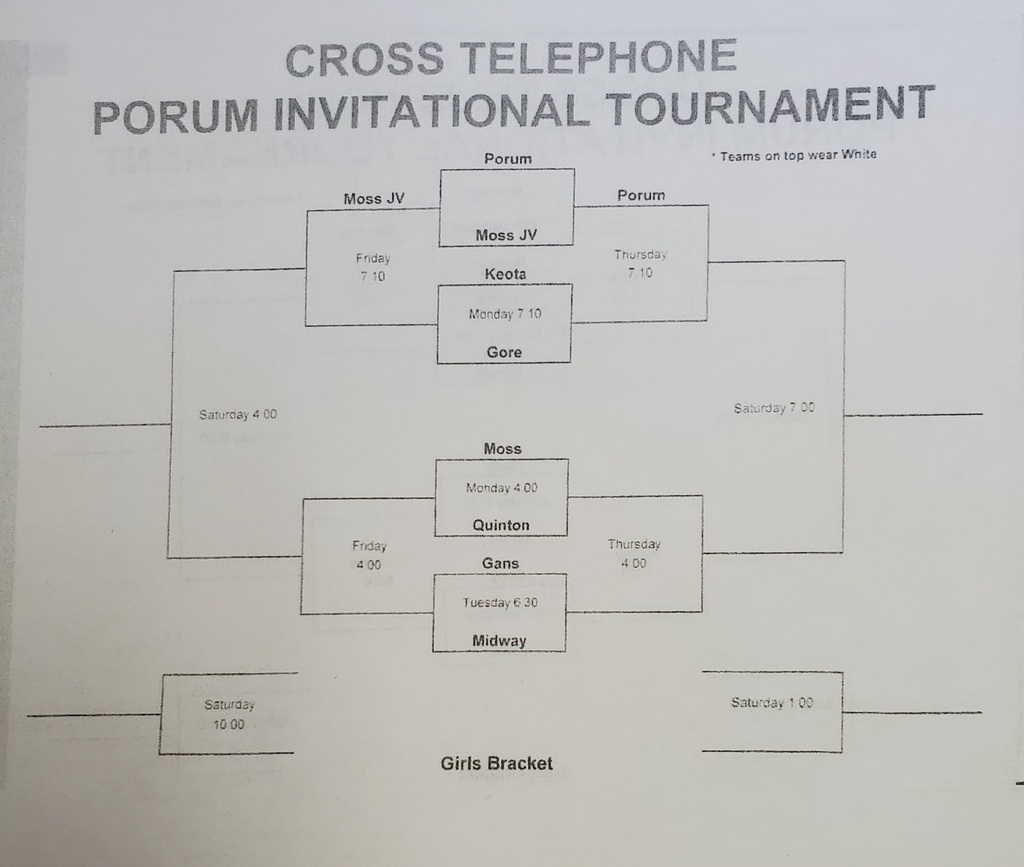 CROSS TELEPHONE
PORUM INVITATIONAL TOURNAMENT
* Teams on top wear White
Porum
Moss JV
Porum
Moss JV
Friday
7 10
Thursday
7 10
Keota
Monday 7 10
Gore
Saturday 4 00
Saturday 7 00
Moss
Monday 4 00
Quinton
Friday
4 00
Thursday
4 00
Gans
Tuesday 6 30
Midway
Saturday
10 00
Saturday 1 00
Girls Bracket